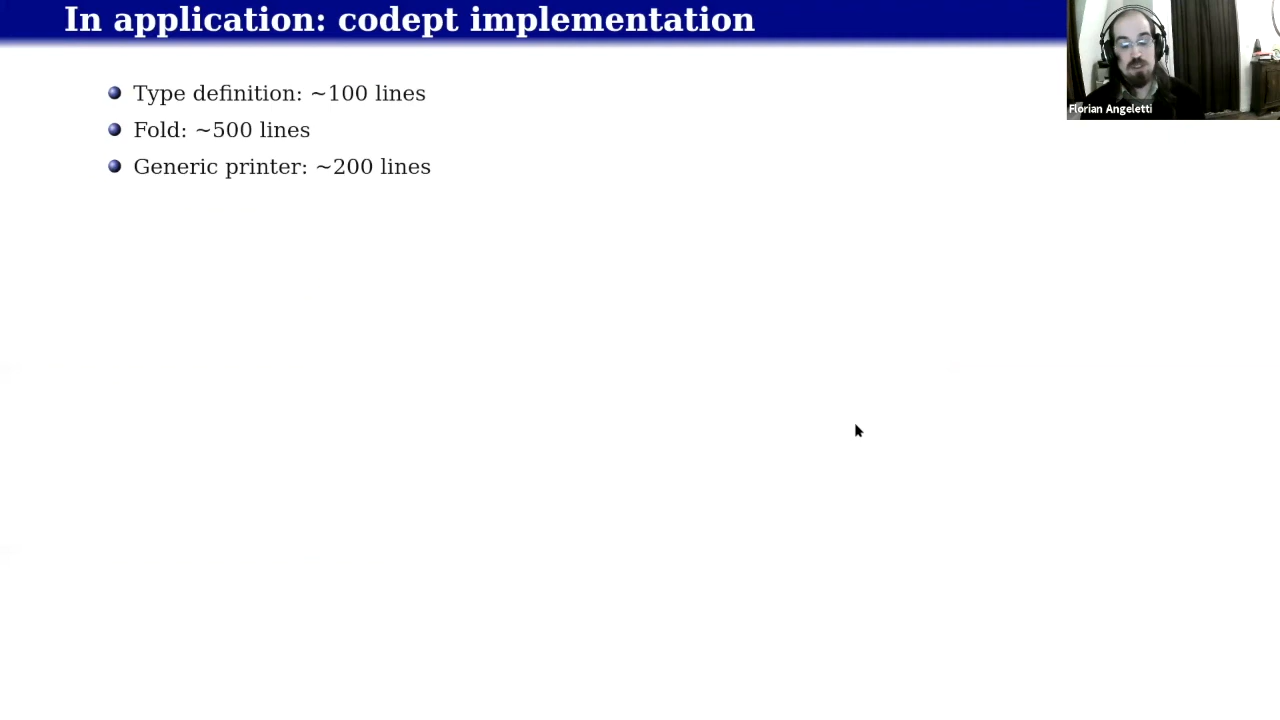 In application: codept implementation
Florian Angeletti
Type definition: ~100 lines
Fold: ~500 lines
Generic printer: ~200 lines